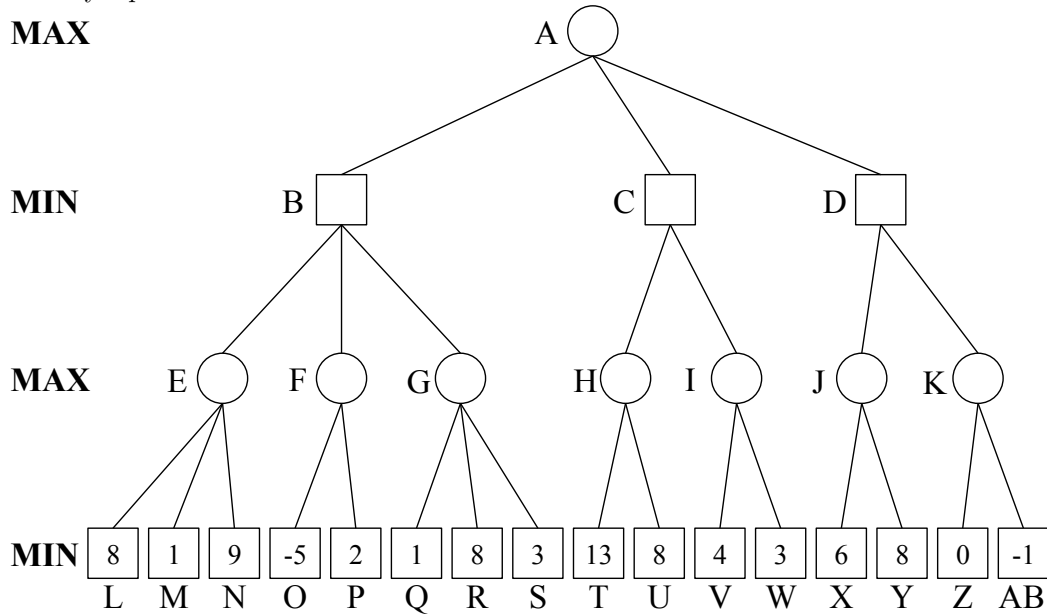 MAX A
MIN B C D
MAX E F G H I J K
MIN 8 1 9 -5 2 1 8 3 13 8 4 3 6 8 0 -1
L M N O P Q R S T U V W X Y Z AB